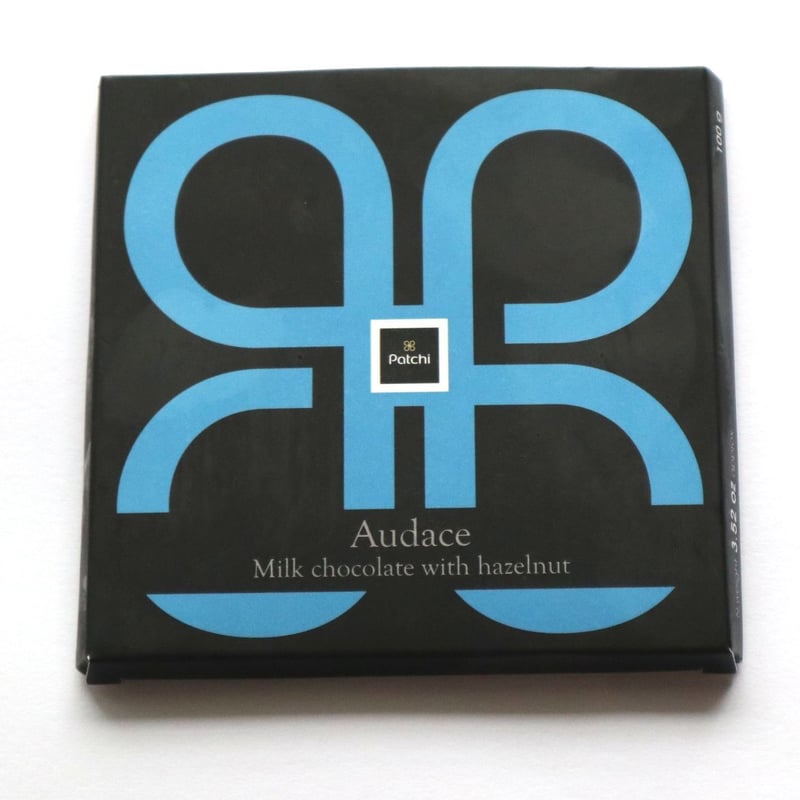 Patchi
Audace
Milk chocolate with hazelnut
100 g
3.52 oz